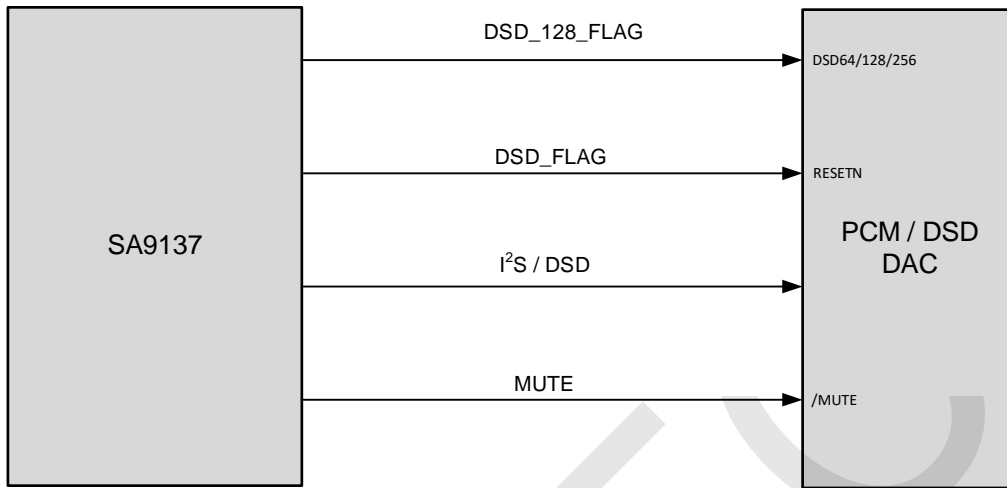 DSD_128_FLAG
DSD64/128/256
DSD_FLAG
RESETN
SA9137
PCM / DSD
DAC
I²S / DSD
MUTE
/MUTE